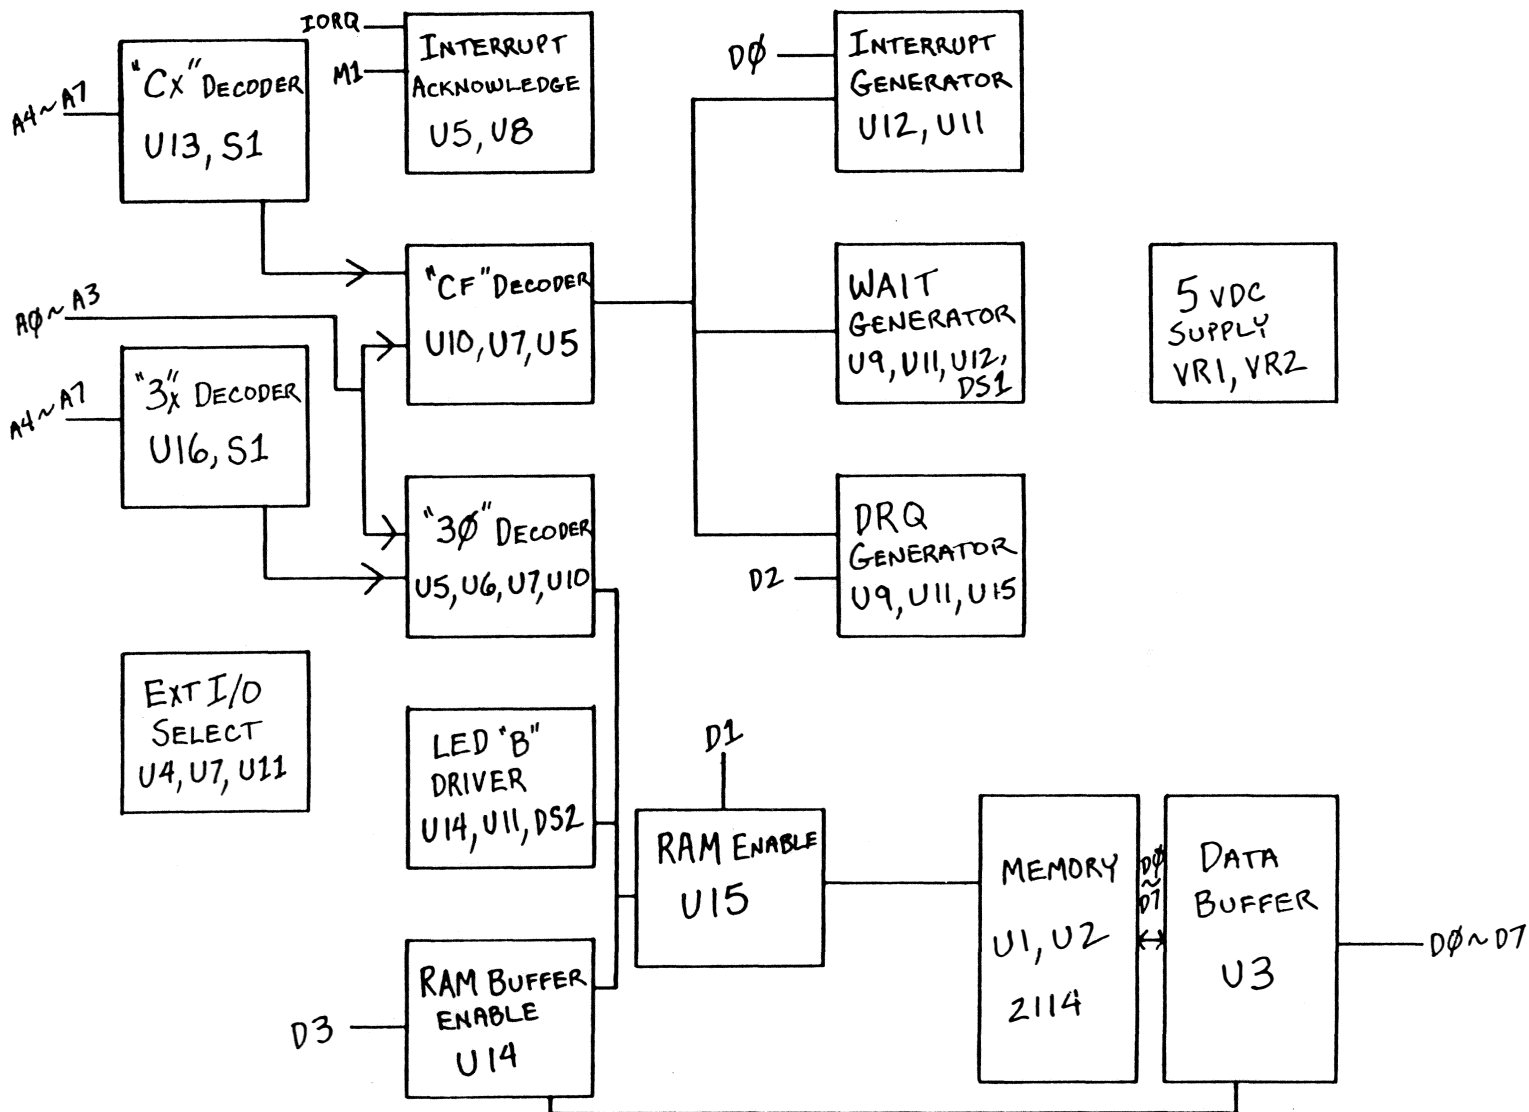 IORQ
M1
A4~A7
"Cx" DECODER
U13, S1
INTERRUPT
ACKNOWLEDGE
U5, U8
DØ
INTERRUPT
GENERATOR
U12, U11
AØ~A3
"CF" DECODER
U10, U7, U5
WAIT
GENERATOR
U9, U11, U12,
DS1
5 VDC
SUPPLY
VR1, VR2
A4~A7
"3x" DECODER
U16, S1
"3Ø" DECODER
U5, U6, U7, U10
DRQ
GENERATOR
U9, U11, U15
D2
EXT I/O
SELECT
U4, U7, U11
LED "B"
DRIVER
U14, U11, DS2
D1
RAM ENABLE
U15
MEMORY
U1, U2
2114
DØ
~
D7
DATA
BUFFER
U3
DØ~D7
D3
RAM BUFFER
ENABLE
U14